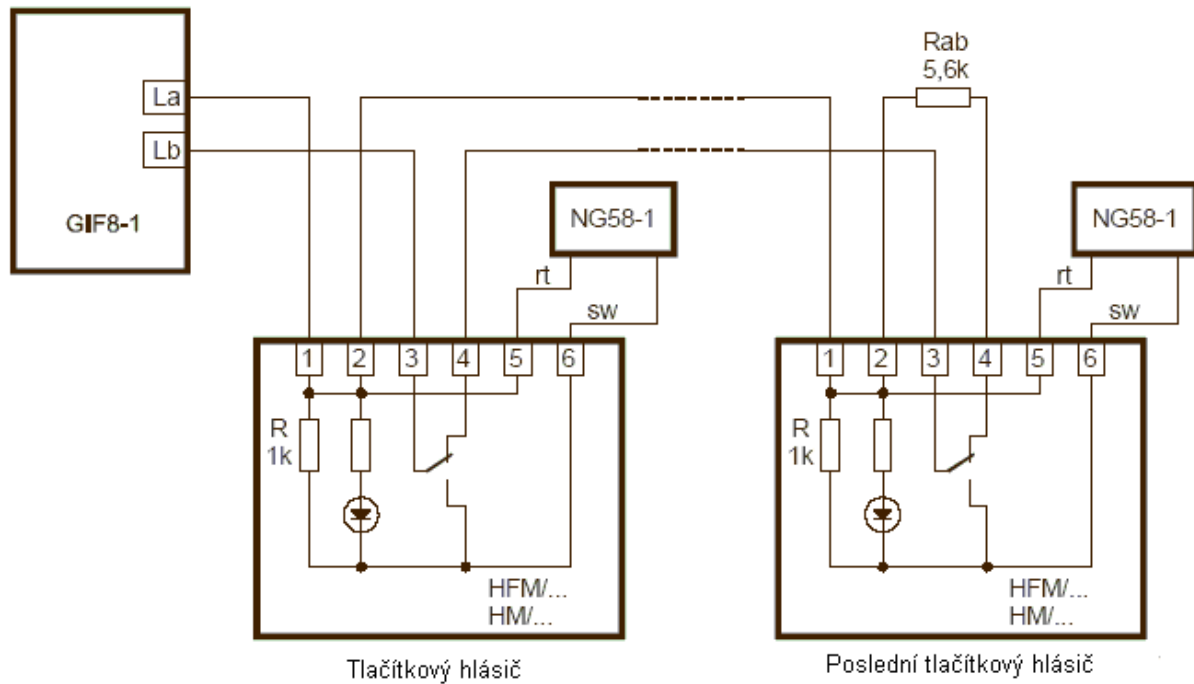 La
Lb
GIF8-1
Rab
5,6k
NG58-1
rt
sw
1 2 3 4 5 6
R
1k
HFM/...
HM/...
Tlačítkový hlásič
NG58-1
rt
sw
1 2 3 4 5 6
R
1k
HFM/...
HM/...
Poslední tlačítkový hlásič